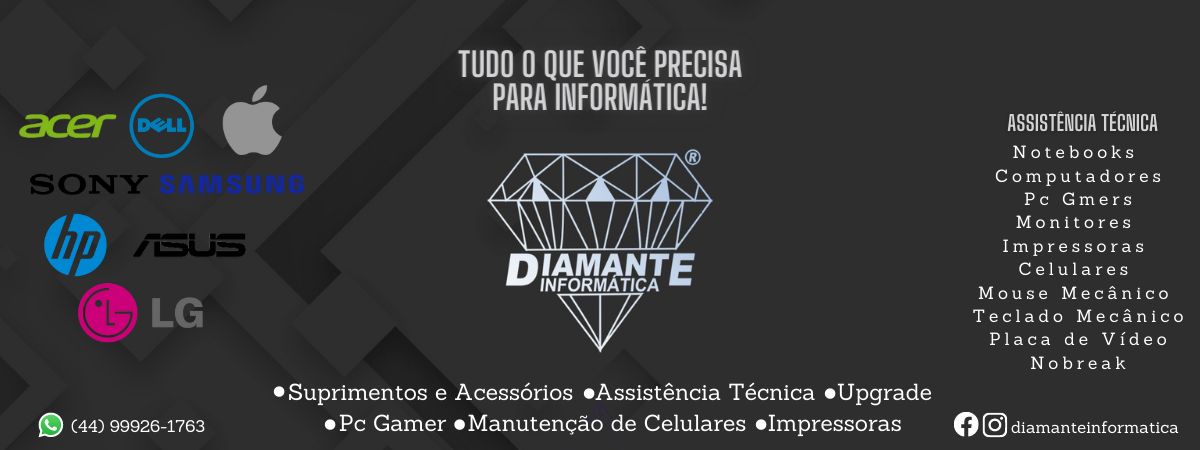 TUDO O QUE VOCÊ PRECISA
PARA INFORMÁTICA!
acer
DELL
SONY
SAMSUNG
hp
ASUS
LG
LG
®
DIAMANTE
INFORMÁTICA
ASSISTÊNCIA TÉCNICA
Notebooks
Computadores
Pc Gmers
Monitores
Impressoras
Celulares
Mouse Mecânico
Teclado Mecânico
Placa de Vídeo
Nobreak
●Suprimentos e Acessórios ●Assistência Técnica ●Upgrade
●Pc Gamer ●Manutenção de Celulares ●Impressoras
(44) 99926-1763
diamanteinformatica